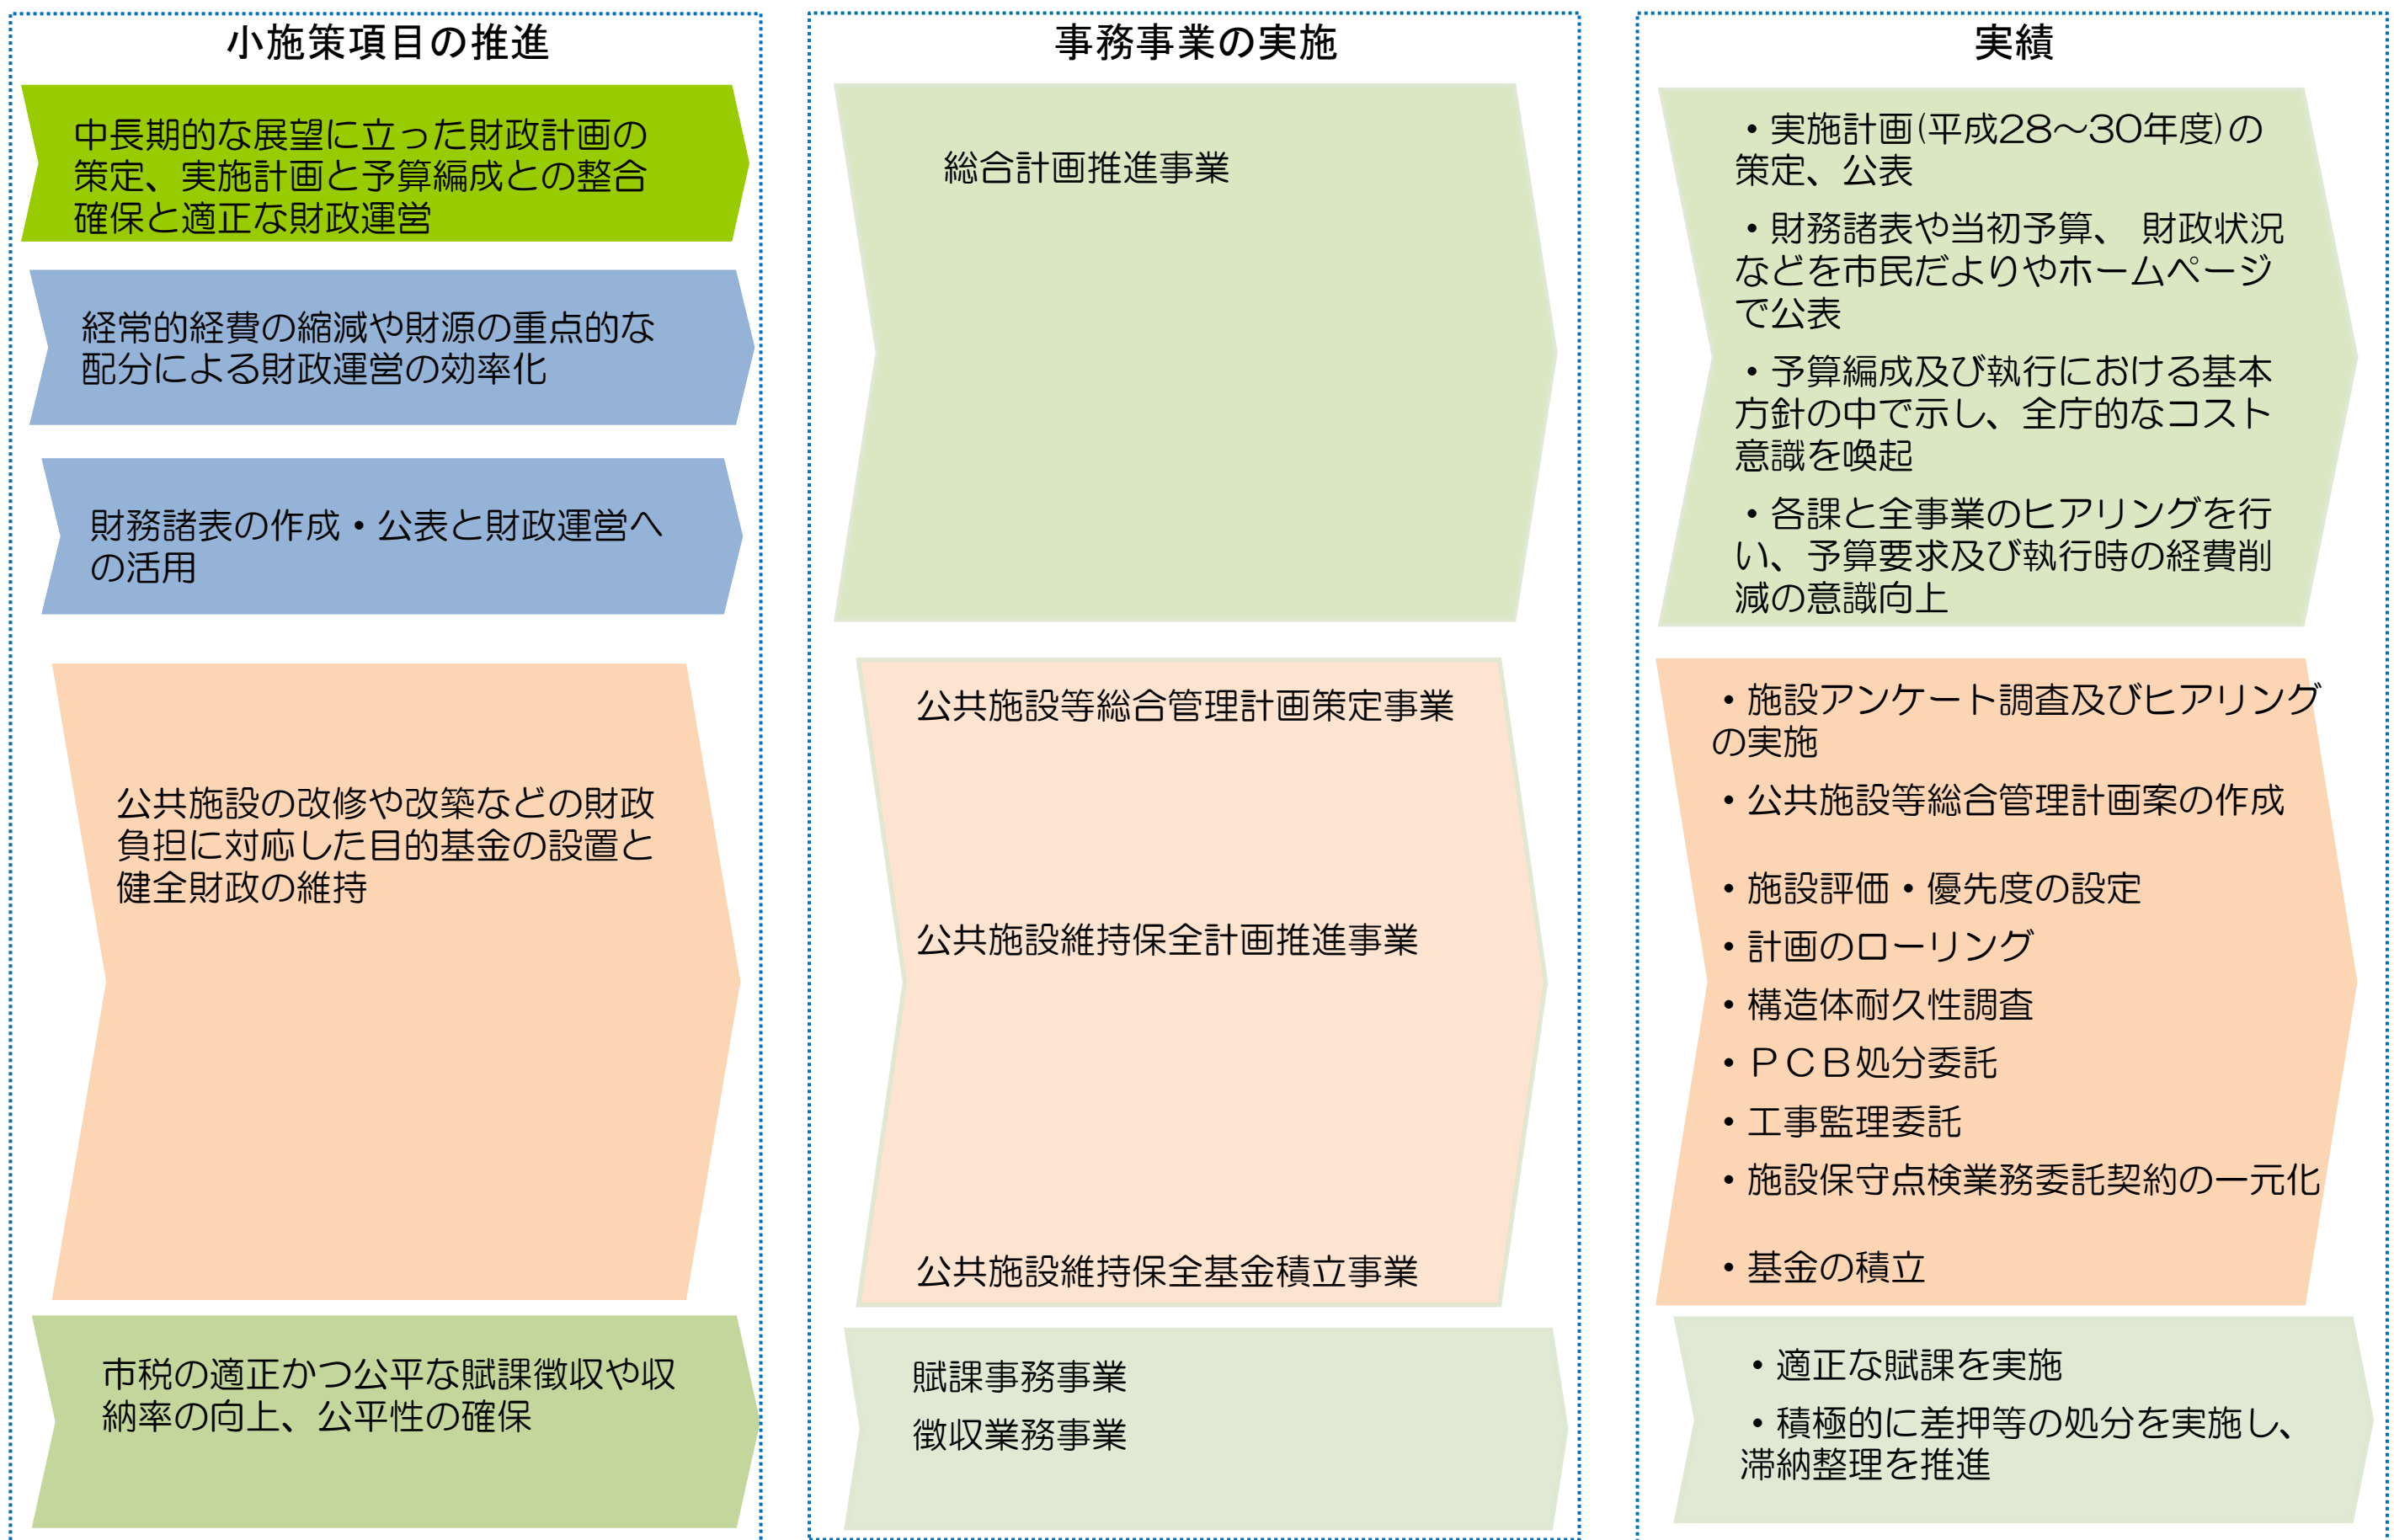 小施策項目の推進
中長期的な展望に立った財政計画の
策定、実施計画と予算編成との整合
確保と適正な財政運営
経常的経費の縮減や財源の重点的な
配分による財政運営の効率化
財務諸表の作成・公表と財政運営へ
の活用
公共施設の改修や改築などの財政
負担に対応した目的基金の設置と
健全財政の維持
市税の適正かつ公平な賦課徴収や収
納率の向上、公平性の確保
事務事業の実施
総合計画推進事業
公共施設等総合管理計画策定事業
公共施設維持保全計画推進事業
公共施設維持保全基金積立事業
賦課事務事業
徴収業務事業
実績
・実施計画(平成28～30年度)の
策定、公表
・財務諸表や当初予算、 財政状況
などを市民だよりやホームページ
で公表
・予算編成及び執行における基本
方針の中で示し、全庁的なコスト
意識を喚起
・各課と全事業のヒアリングを行
い、予算要求及び執行時の経費削
減の意識向上
・施設アンケート調査及びヒアリング
の実施
・公共施設等総合管理計画案の作成
・施設評価・優先度の設定
・計画のローリング
・構造体耐久性調査
・ＰＣＢ処分委託
・工事監理委託
・施設保守点検業務委託契約の一元化
・基金の積立
・適正な賦課を実施
・積極的に差押等の処分を実施し、
滞納整理を推進